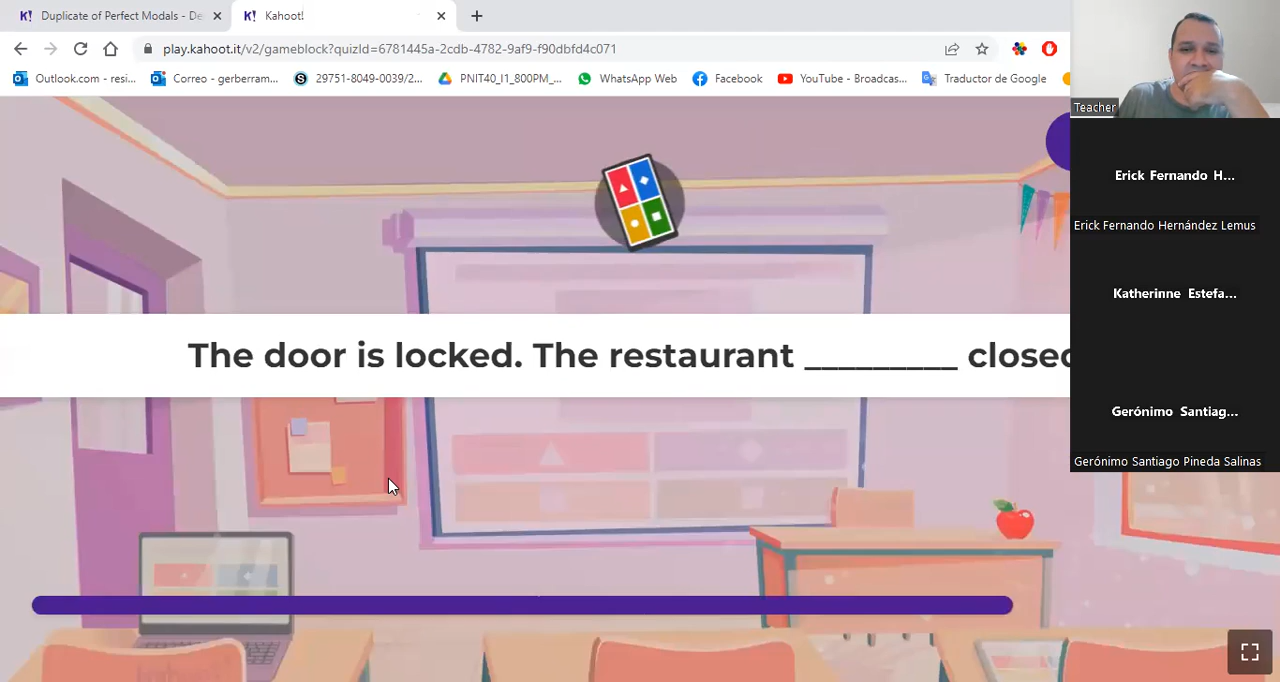 Duplicate of Perfect Modals - De
Kahoot!
play.kahoot.it/v2/gameblock?quizId=6781445a-2cdb-4782-9af9-f90dbfd4c071
Outlook.com - resi...
Correo - gerberram...
29751-8049-0039/2...
PNIT40_11_800PM_...
WhatsApp Web
Facebook
YouTube - Broadcas...
Traductor de Google
Teacher
Erick Fernando H...
Erick Fernando Hernández Lemus
Katherinne Estefa...
Gerónimo Santiag...
Gerónimo Santiago Pineda Salinas
The door is locked. The restaurant _________ closed